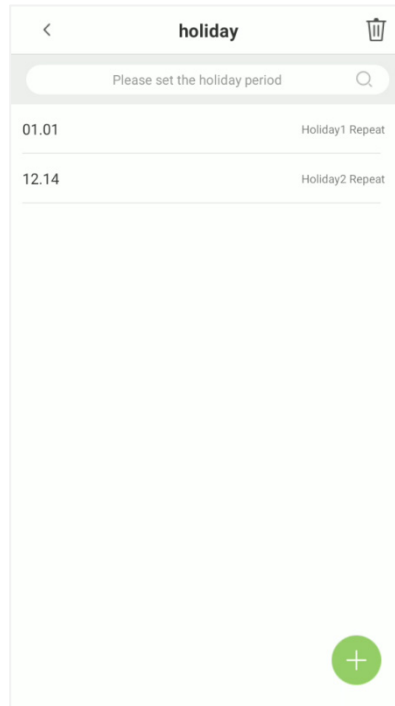 holiday
Please set the holiday period
01.01 Holiday1 Repeat
12.14 Holiday2 Repeat